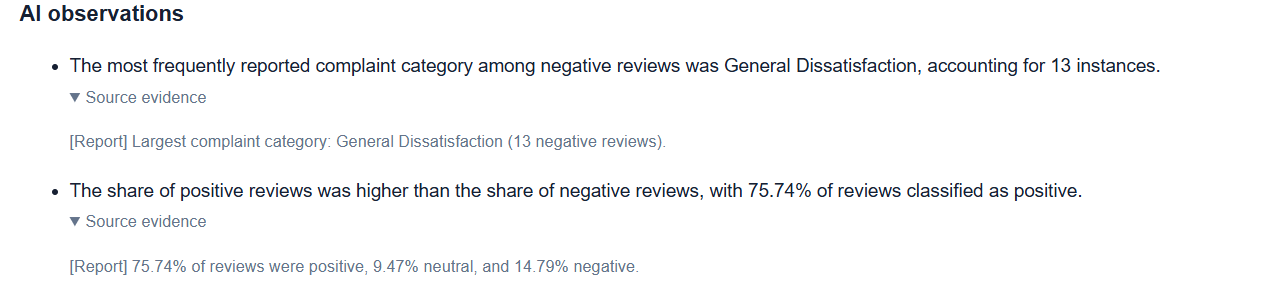 AI observations
• The most frequently reported complaint category among negative reviews was General Dissatisfaction, accounting for 13 instances.
▼ Source evidence
[Report] Largest complaint category: General Dissatisfaction (13 negative reviews).
• The share of positive reviews was higher than the share of negative reviews, with 75.74% of reviews classified as positive.
▼ Source evidence
[Report] 75.74% of reviews were positive, 9.47% neutral, and 14.79% negative.